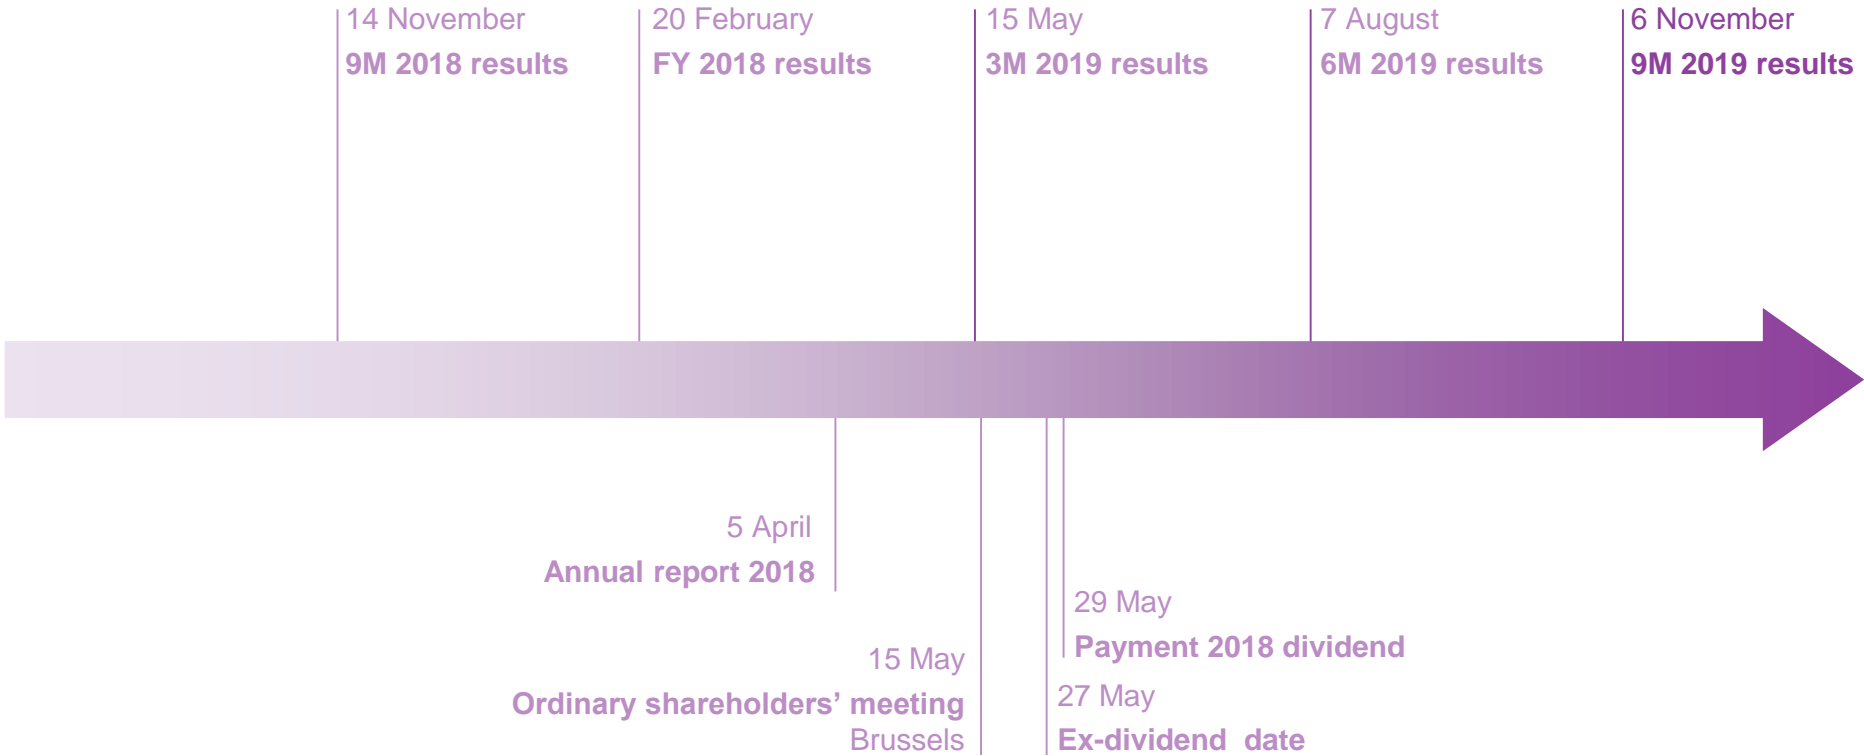 14 November
9M 2018 results
20 February
FY 2018 results
15 May
3M 2019 results
7 August
6M 2019 results
6 November
9M 2019 results
5 April
Annual report 2018
15 May
Ordinary shareholders’ meeting
Brussels
29 May
Payment 2018 dividend
27 May
Ex-dividend date